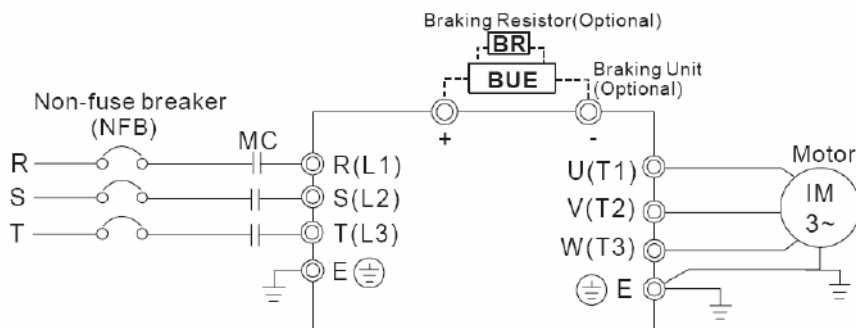 Braking Resistor(Optional)
BR
BUE
Braking Unit
(Optional)
Non-fuse breaker
(NFB)
MC
+
-
R
R(L1)
S
S(L2)
T
T(L3)
E
U(T1)
V(T2)
W(T3)
E
Motor
IM
3~